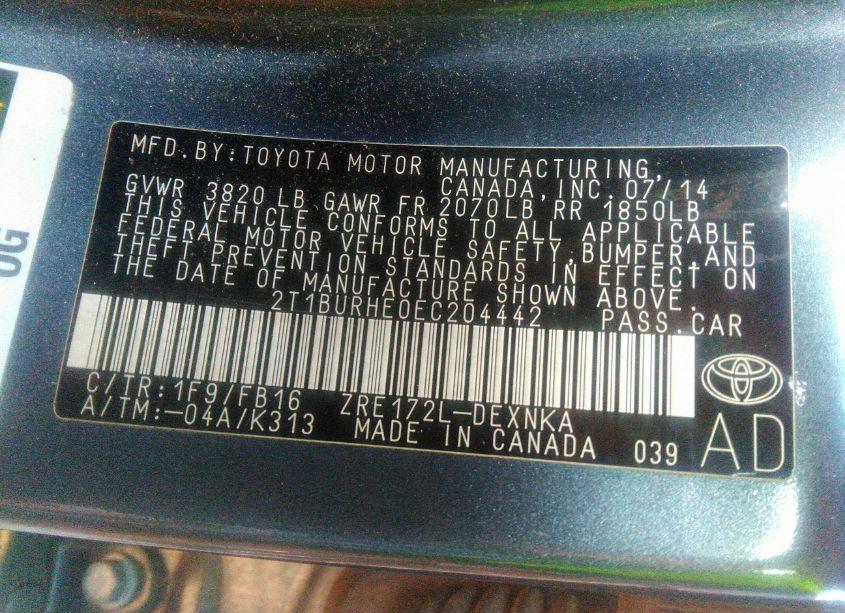 OG
MFD.BY:TOYOTA MOTOR MANUFACTURING,
CANADA,INC.07/14
GVWR 3820 LB GAWR FR 2070LB RR 1850LB
THIS VEHICLE CONFORMS TO ALL APPLICABLE
FEDERAL MOTOR VEHICLE SAFETY,BUMPER,AND
THEFT PREVENTION STANDARDS IN EFFECT ON
THE DATE OF MANUFACTURE SHOWN ABOVE.
2T1BURHE0EC204442 PASS.CAR
C/TR:1F9/FB16 ZRE172L-DEXNKA
A/TM:-04A/K313 MADE IN CANADA 039
AD